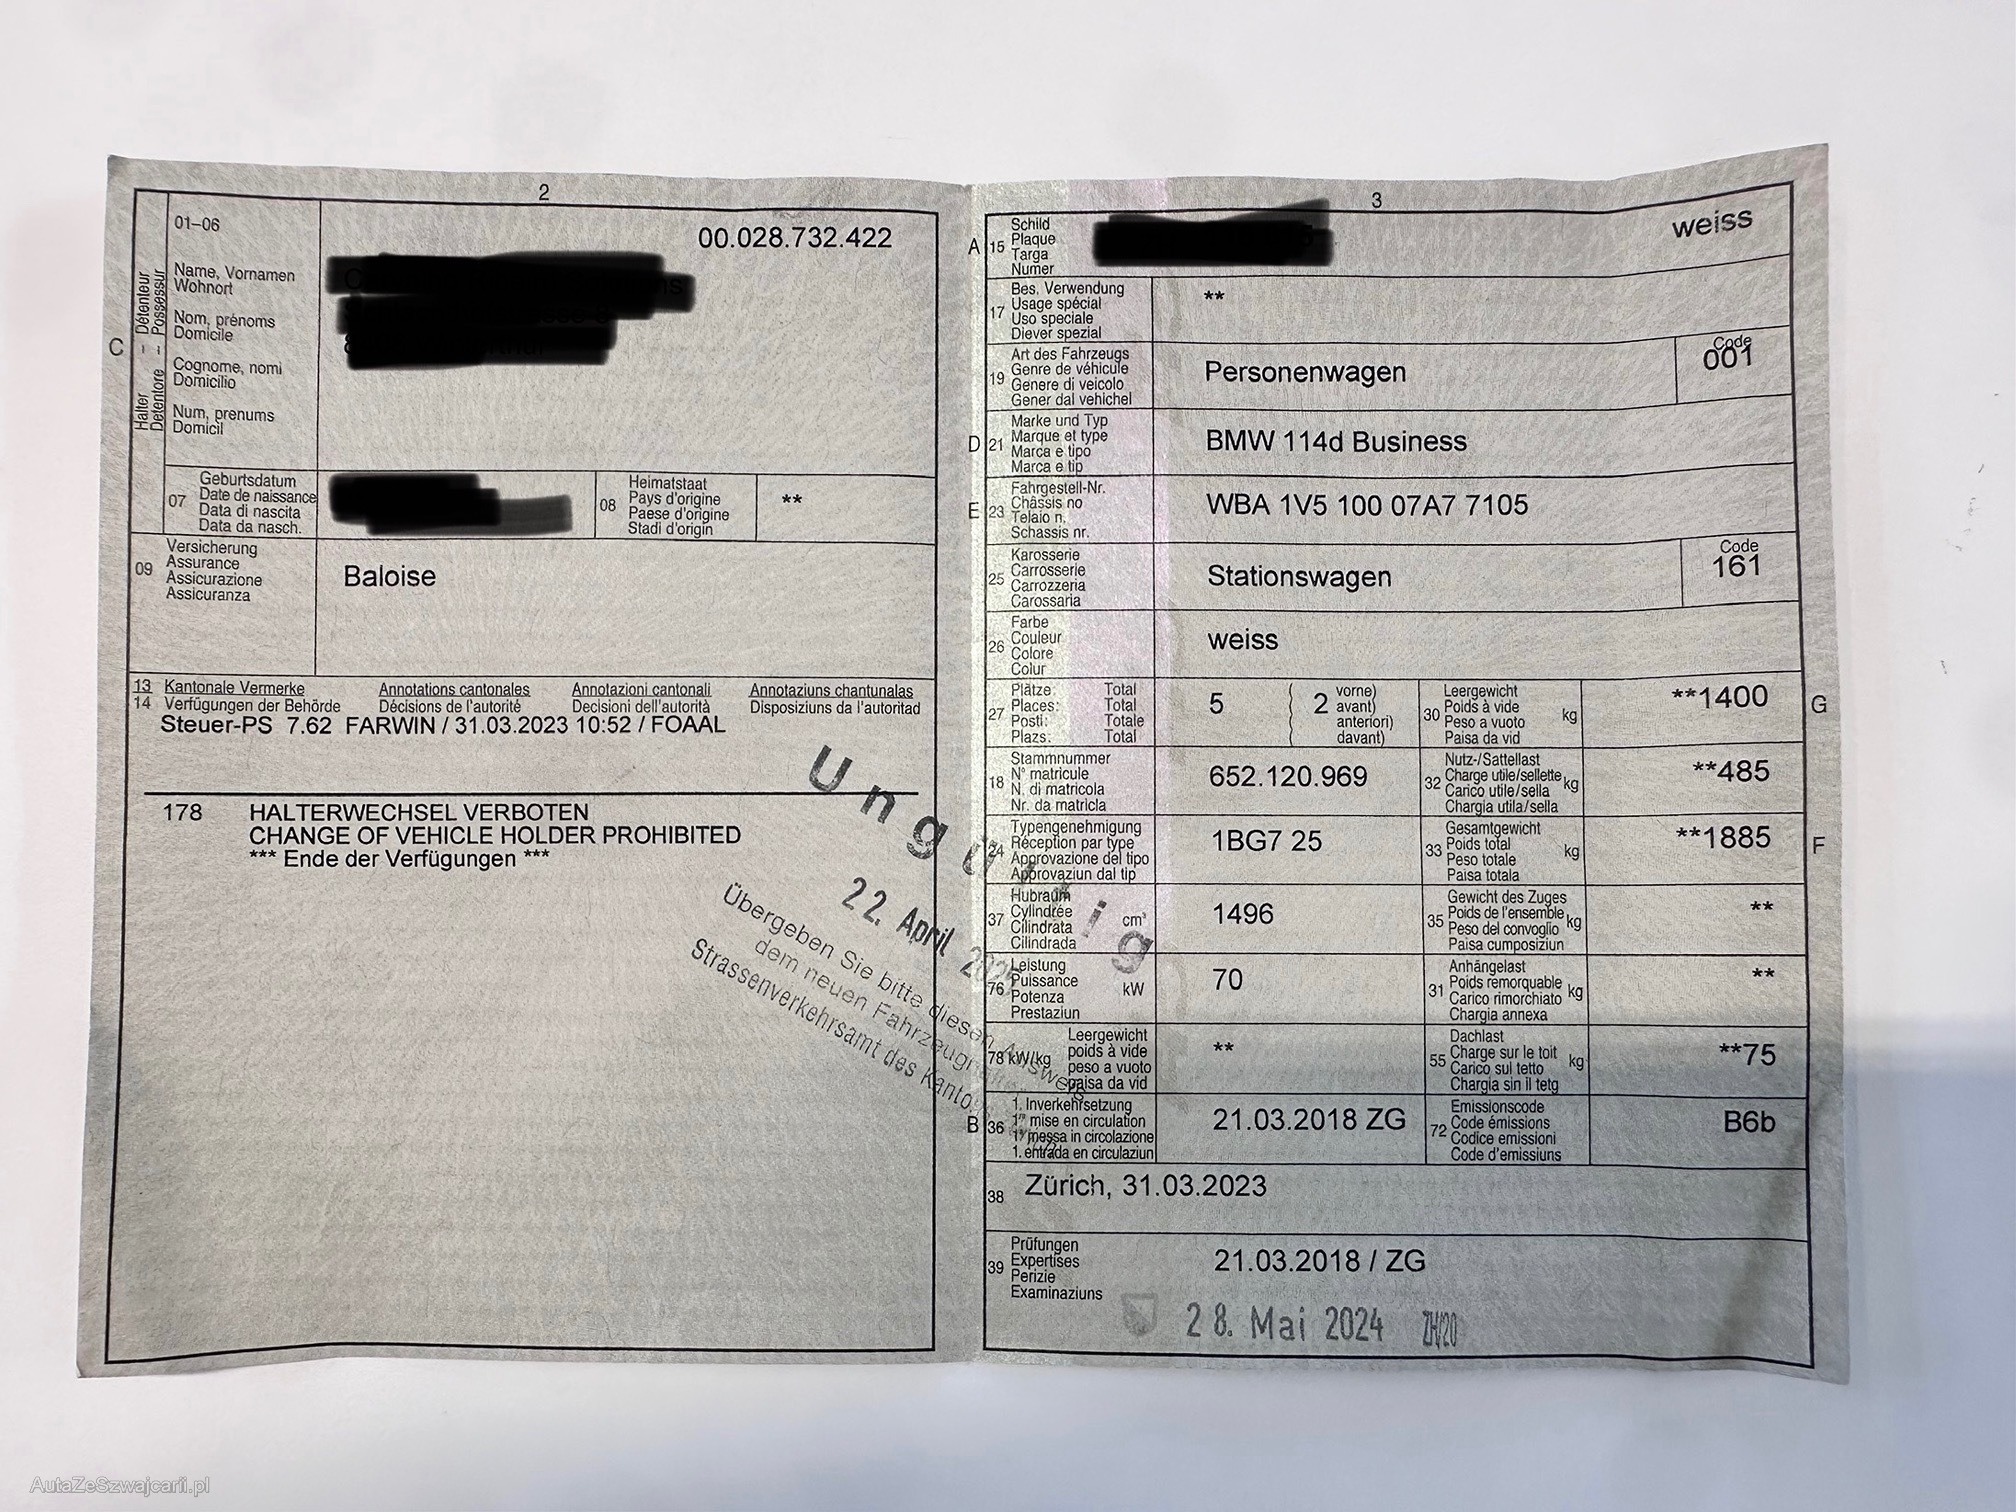 2
01–06
00.028.732.422
Name, Vornamen
Wohnort
Nom, prénoms
Domicile
Cognome, nomi
Domicilio
Num, prenums
Domicil
C
Halter – Détenteur
Detentore – Possessur
07
Geburtsdatum
Date de naissance
Data di nascita
Data da nasch.
08
Heimatstaat
Pays d'origine
Paese d'origine
Stadi d'origin
**
09
Versicherung
Assurance
Assicurazione
Assicuranza
Baloise
13 Kantonale Vermerke Annotations cantonales Annotazioni cantonali Annotaziuns chantunalas
14 Verfügungen der Behörde Décisions de l'autorité Decisioni dell'autorità Disposiziuns da l'autoritad
Steuer-PS 7.62 FARWIN / 31.03.2023 10:52 / FOAAL
178 HALTERWECHSEL VERBOTEN
CHANGE OF VEHICLE HOLDER PROHIBITED
*** Ende der Verfügungen ***
Ungültig
22. April
Übergeben Sie bitte diesen Ausweis
dem neuen
Strassenverkehrsamt des
3
A 15
Schild
Plaque
Targa
Numer
weiss
17
Bes. Verwendung
Usage spécial
Uso speciale
Diever spezial
**
19
Art des Fahrzeugs
Genre de véhicule
Genere di veicolo
Gener dal vehichel
Personenwagen
Code
001
D 21
Marke und Typ
Marque et type
Marca e tipo
Marca e tip
BMW 114d Business
E 23
Fahrgestell-Nr.
Châssis no
Telaio n.
Schassis nr.
WBA 1V5 100 07A7 7105
25
Karosserie
Carrosserie
Carrozzeria
Carossaria
Stationswagen
Code
161
26
Farbe
Couleur
Colore
Colur
weiss
27
Plätze: Total
Places: Total
Posti: Totale
Plazs: Total
5
2
vorne)
avant)
anteriori)
davant)
30
Leergewicht
Poids à vide
Peso a vuoto
Paisa da vid
kg
**1400
G
18
Stammnummer
N° matricule
N. di matricola
Nr. da matricla
652.120.969
32
Nutz-/Sattellast
Charge utile/sellette
Carico utile/sella
Chargia utila/sella
kg
**485
24
Typengenehmigung
Réception par type
Approvazione del tipo
Approvaziun dal tip
1BG7 25
33
Gesamtgewicht
Poids total
Peso totale
Paisa totala
kg
**1885
F
37
Hubraum
Cylindrée
Cilindrata
Cilindrada
cm³
1496
35
Gewicht des Zuges
Poids de l'ensemble
Peso del convoglio
Paisa cumposiziun
kg
**
76
Leistung
Puissance
Potenza
Prestaziun
kW
70
31
Anhängelast
Poids remorquable
Carico rimorchiato
Chargia annexa
kg
**
78 kW/kg
Leergewicht
poids à vide
peso a vuoto
paisa da vid
**
55
Dachlast
Charge sur le toit
Carico sul tetto
Chargia sin il tetg
kg
**75
B 36
1. Inverkehrsetzung
1re mise en circulation
1a messa in circolazione
1. entrada en circulaziun
21.03.2018 ZG
72
Emissionscode
Code émissions
Codice emissioni
Code d'emissiuns
B6b
38 Zürich, 31.03.2023
39
Prüfungen
Expertises
Perizie
Examinaziuns
21.03.2018 / ZG
28. Mai 2024 ZH/20
AutaZeSzwajcarii.pl